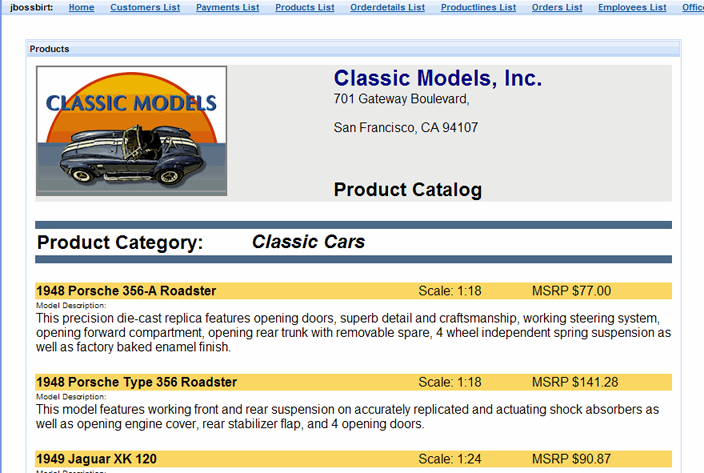 jbossbirt: Home Customers List Payments List Products List Orderdetails List Productlines List Orders List Employees List
Products
CLASSIC MODELS
Classic Models, Inc.
701 Gateway Boulevard,
San Francisco, CA 94107
Product Catalog
Product Category: Classic Cars
1948 Porsche 356-A Roadster Scale: 1:18 MSRP $77.00
Model Description:
This precision die-cast replica features opening doors, superb detail and craftsmanship, working steering system,
opening forward compartment, opening rear trunk with removable spare, 4 wheel independent spring suspension as
well as factory baked enamel finish.
1948 Porsche Type 356 Roadster Scale: 1:18 MSRP $141.28
Model Description:
This model features working front and rear suspension on accurately replicated and actuating shock absorbers as
well as opening engine cover, rear stabilizer flap, and 4 opening doors.
1949 Jaguar XK 120 Scale: 1:24 MSRP $90.87